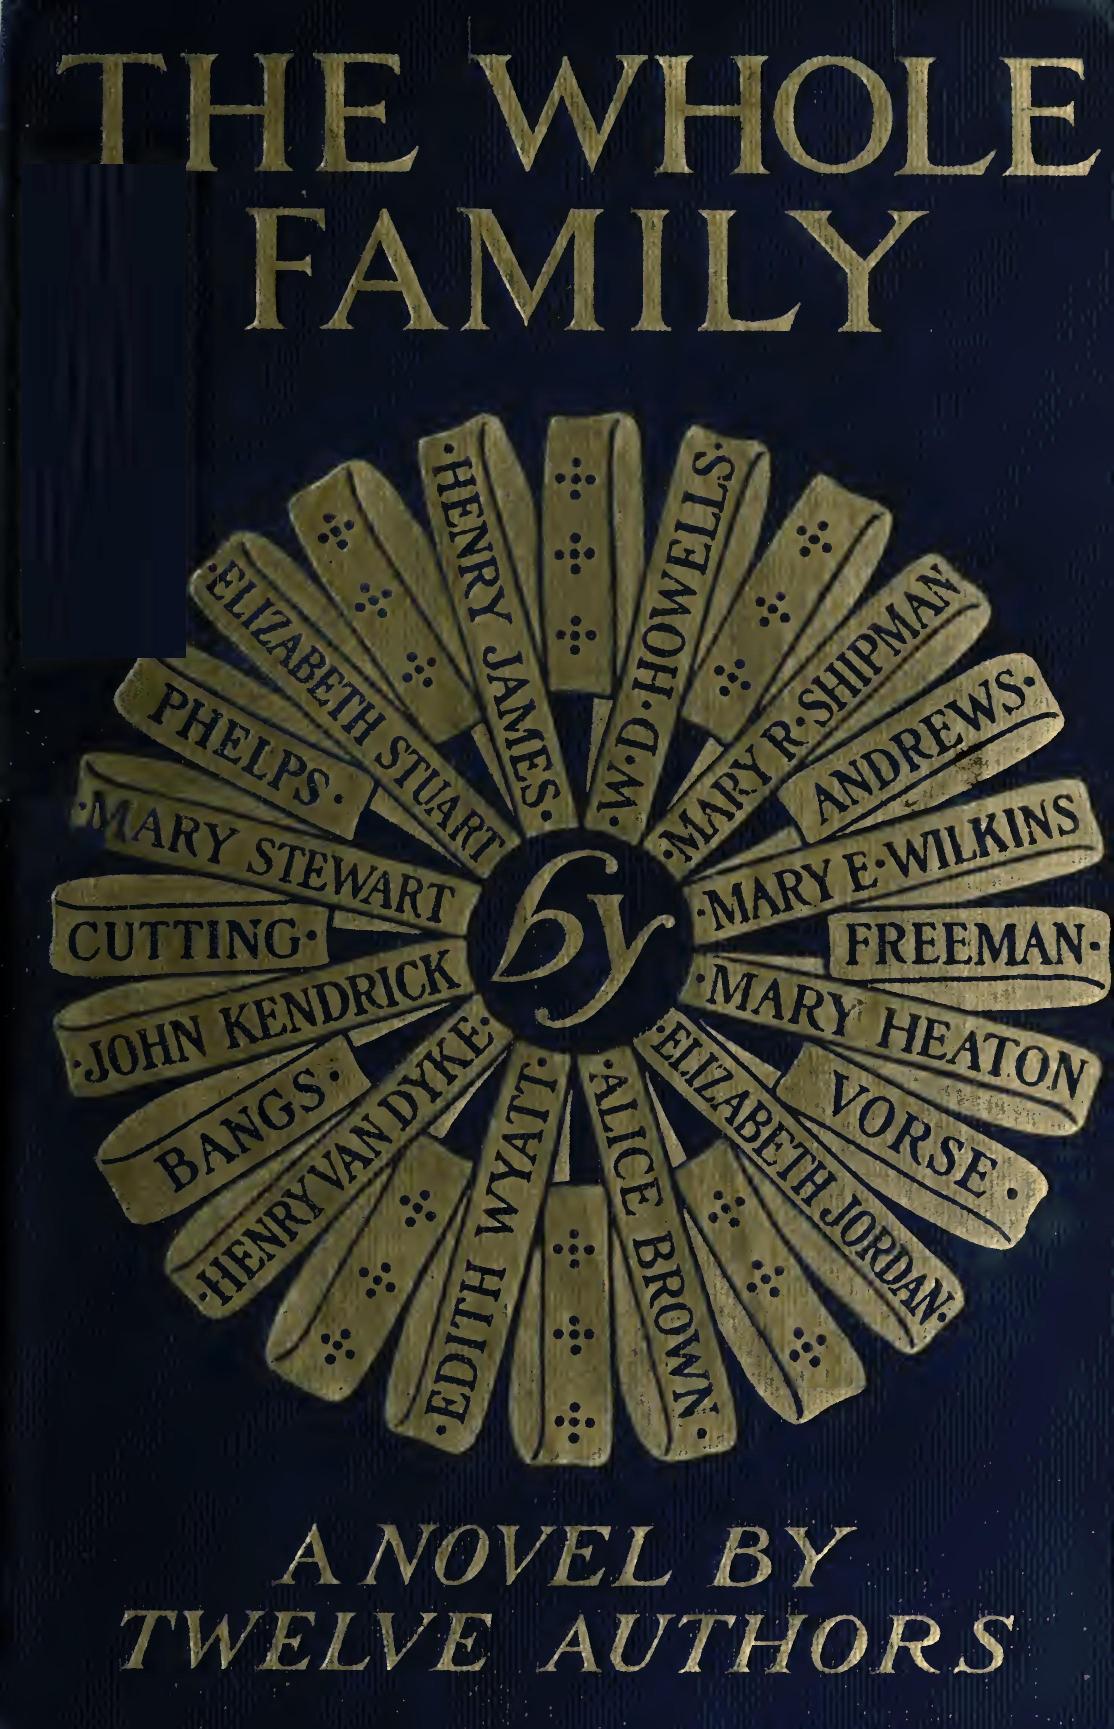 THE WHOLE
FAMILY
by
·W·D·HOWELLS·
·MARY R·SHIPMAN
ANDREWS·
·MARY E·WILKINS
FREEMAN·
·MARY HEATON
VORSE·
·ELIZABETH JORDAN·
·ALICE BROWN·
·EDITH WYATT·
·HENRY VAN DYKE·
·JOHN KENDRICK
BANGS·
·MARY STEWART
CUTTING·
·ELIZABETH STUART
PHELPS·
·HENRY JAMES·
A NOVEL BY
TWELVE AUTHORS